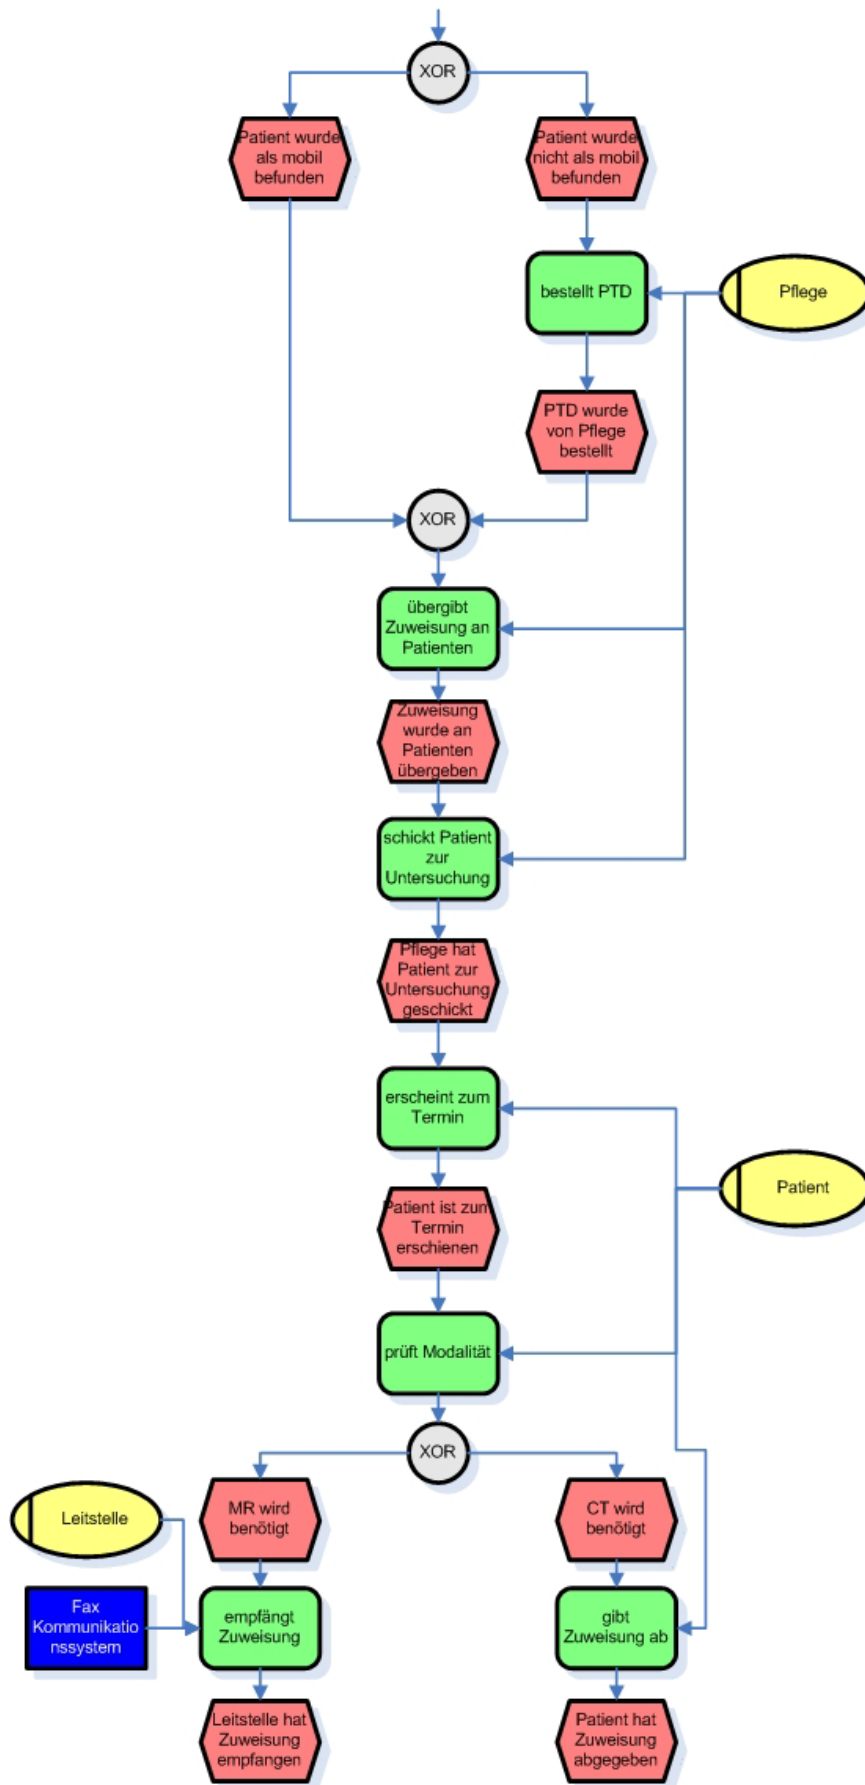 XOR
Patient wurde
als mobil
befunden
Patient wurde
nicht als mobil
befunden
bestellt PTD
Pflege
PTD wurde
von Pflege
bestellt
XOR
übergibt
Zuweisung an
Patienten
Zuweisung
wurde an
Patienten
übergeben
schickt Patient
zur
Untersuchung
Pflege hat
Patient zur
Untersuchung
geschickt
erscheint zum
Termin
Patient
Patient ist zum
Termin
erschienen
prüft Modalität
XOR
MR wird
benötigt
CT wird
benötigt
Leitstelle
Fax
Kommunikatio
nssystem
empfängt
Zuweisung
gibt
Zuweisung ab
Leitstelle hat
Zuweisung
empfangen
Patient hat
Zuweisung
abgegeben